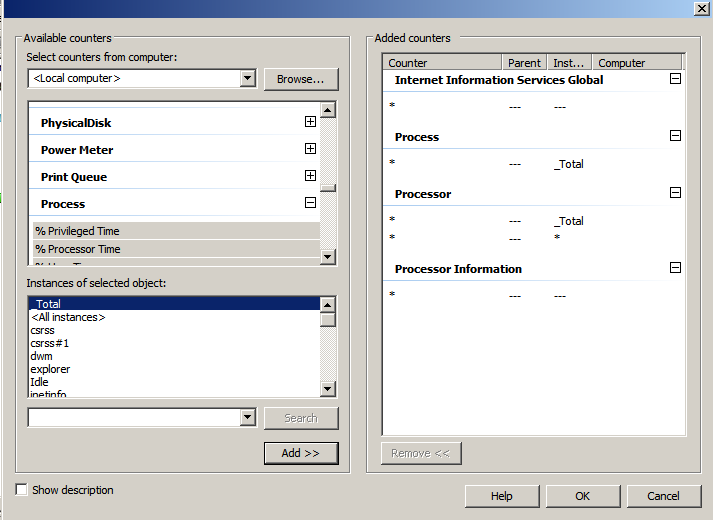 Available counters
Select counters from computer:
<Local computer>
Browse...
PhysicalDisk
Power Meter
Print Queue
Process
% Privileged Time
% Processor Time
Instances of selected object:
_Total
<All instances>
csrss
csrss#1
dwm
explorer
Idle
inetinfo
Search
Add >>
Show description
Added counters
Counter Parent Inst... Computer
Internet Information Services Global
* --- ---
Process
* --- _Total
Processor
* --- _Total
* --- *
Processor Information
* --- ---
Remove <<
Help OK Cancel